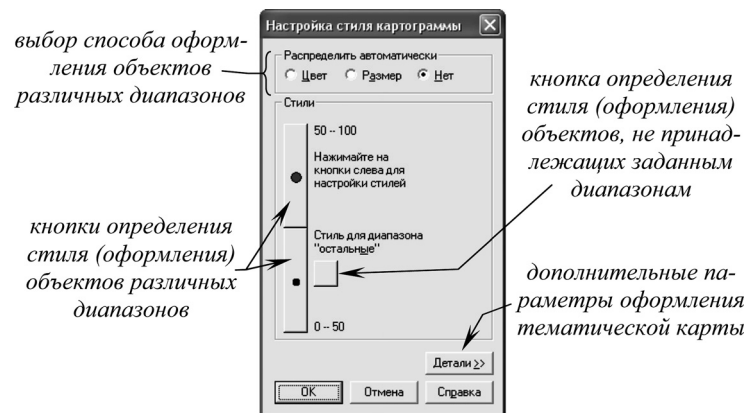 выбор способа оформ-
ления объектов
различных диапазонов
кнопки определения
стиля (оформления)
объектов различных
диапазонов
Настройка стиля картограммы
Распределить автоматически
Цвет Размер Нет
Стили
50 -- 100
Нажимайте на
кнопки слева для
настройки стилей
Стиль для диапазона
"остальные"
0 -- 50
Детали >>
OK Отмена Справка
кнопка определения
стиля (оформления)
объектов, не принад-
лежащих заданным
диапазонам
дополнительные па-
раметры оформления
тематической карты